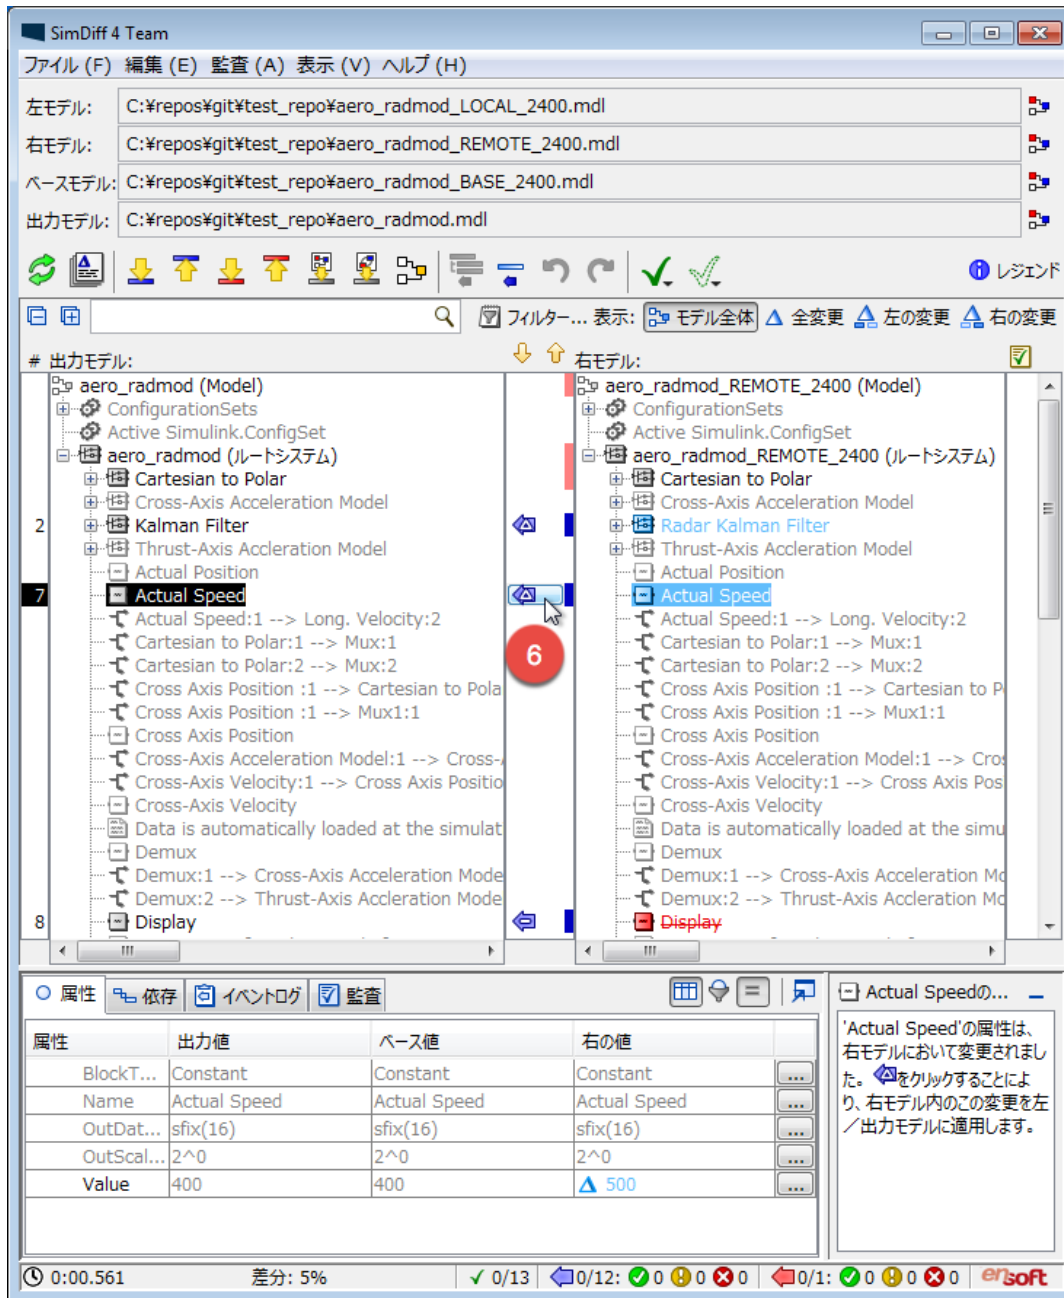 SimDiff 4 Team
ファイル (F) 編集 (E) 監査 (A) 表示 (V) ヘルプ (H)
左モデル: C:¥repos¥git¥test_repo¥aero_radmod_LOCAL_2400.mdl
右モデル: C:¥repos¥git¥test_repo¥aero_radmod_REMOTE_2400.mdl
ベースモデル: C:¥repos¥git¥test_repo¥aero_radmod_BASE_2400.mdl
出力モデル: C:¥repos¥git¥test_repo¥aero_radmod.mdl
レジェンド
フィルター... 表示: モデル全体 全変更 左の変更 右の変更
# 出力モデル: 右モデル:
aero_radmod (Model) aero_radmod_REMOTE_2400 (Model)
ConfigurationSets ConfigurationSets
Active Simulink.ConfigSet Active Simulink.ConfigSet
aero_radmod (ルートシステム) aero_radmod_REMOTE_2400 (ルートシステム)
Cartesian to Polar Cartesian to Polar
Cross-Axis Acceleration Model Cross-Axis Acceleration Model
2 Kalman Filter Radar Kalman Filter
Thrust-Axis Accleration Model Thrust-Axis Accleration Model
Actual Position Actual Position
7 Actual Speed Actual Speed
Actual Speed:1 --> Long. Velocity:2 Actual Speed:1 --> Long. Velocity:2
Cartesian to Polar:1 --> Mux:1 Cartesian to Polar:1 --> Mux:1
6
Cartesian to Polar:2 --> Mux:2 Cartesian to Polar:2 --> Mux:2
Cross Axis Position :1 --> Cartesian to Pola Cross Axis Position :1 --> Cartesian to P
Cross Axis Position :1 --> Mux1:1 Cross Axis Position :1 --> Mux1:1
Cross Axis Position Cross Axis Position
Cross-Axis Acceleration Model:1 --> Cross-A Cross-Axis Acceleration Model:1 --> Cros
Cross-Axis Velocity:1 --> Cross Axis Positio Cross-Axis Velocity:1 --> Cross Axis Pos
Cross-Axis Velocity Cross-Axis Velocity
Data is automatically loaded at the simulat Data is automatically loaded at the simu
Demux Demux
Demux:1 --> Cross-Axis Acceleration Mode Demux:1 --> Cross-Axis Acceleration Mo
Demux:2 --> Thrust-Axis Accleration Mode Demux:2 --> Thrust-Axis Accleration Mo
8 Display Display
属性 依存 イベントログ 監査
Actual Speedの...
属性 出力値 ベース値 右の値
BlockT... Constant Constant Constant ...
Name Actual Speed Actual Speed Actual Speed ...
OutDat... sfix(16) sfix(16) sfix(16) ...
OutScal... 2^0 2^0 2^0 ...
Value 400 400 500 ...
'Actual Speed'の属性は、
右モデルにおいて変更されまし
た。をクリックすることによ
り、右モデル内のこの変更を左
／出力モデルに適用します。
0:00.561 差分: 5% 0/13 0/12: 0 0 0 0/1: 0 0 0 ensoft